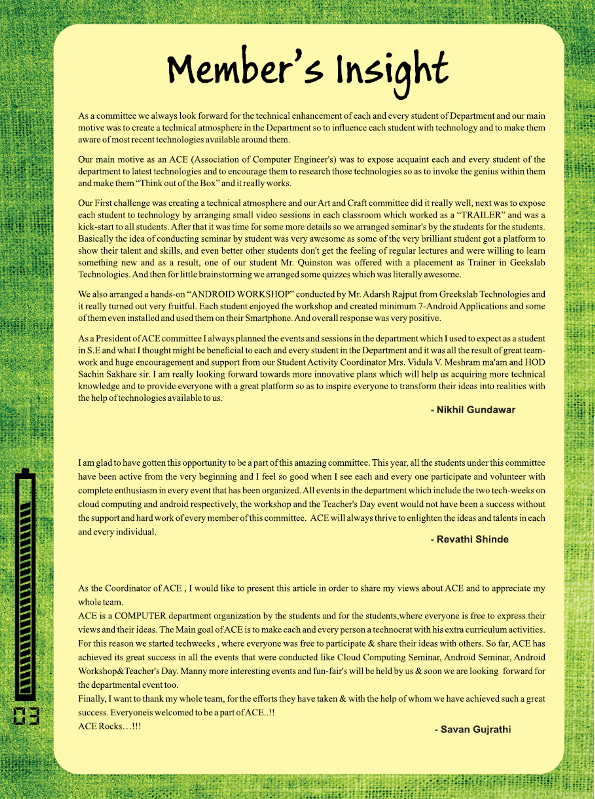 Member's Insight
As a committee we always look forward for the technical enhancement of each and every student of Department and our main
motive was to create a technical atmosphere in the Department so to influence each student with technology and to make them
aware of most recent technologies available around them.
Our main motive as an ACE (Association of Computer Engineer's) was to expose acquaint each and every student of the
department to latest technologies and to encourage them to research those technologies so as to invoke the genius within them
and make them “Think out of the Box” and it really works.
Our First challenge was creating a technical atmosphere and our Art and Craft committee did it really well, next was to expose
each student to technology by arranging small video sessions in each classroom which worked as a “TRAILER” and was a
kick-start to all students. After that it was time for some more details so we arranged seminar's by the students for the students.
Basically the idea of conducting seminar by student was very awesome as some of the very brilliant student got a platform to
show their talent and skills, and even better other students don't get the feeling of regular lectures and were willing to learn
something new and as a result, one of our student Mr. Quinston was offered with a placement as Trainer in Geekslab
Technologies. And then for little brainstorming we arranged some quizzes which was literally awesome.
We also arranged a hands-on “ANDROID WORKSHOP” conducted by Mr. Adarsh Rajput from Greekslab Technologies and
it really turned out very fruitful. Each student enjoyed the workshop and created minimum 7-Android Applications and some
of them even installed and used them on their Smartphone. And overall response was very positive.
As a President of ACE committee I always planned the events and sessions in the department which I used to expect as a student
in S.E and what I thought might be beneficial to each and every student in the Department and it was all the result of great team-
work and huge encouragement and support from our Student Activity Coordinator Mrs. Vidula V. Meshram ma'am and HOD
Sachin Sakhare sir. I am really looking forward towards more innovative plans which will help us acquiring more technical
knowledge and to provide everyone with a great platform so as to inspire everyone to transform their ideas into realities with
the help of technologies available to us.
- Nikhil Gundawar
I am glad to have gotten this opportunity to be a part of this amazing committee. This year, all the students under this committee
have been active from the very beginning and I feel so good when I see each and every one participate and volunteer with
complete enthusiasm in every event that has been organized. All events in the department which include the two tech-weeks on
cloud computing and android respectively, the workshop and the Teacher's Day event would not have been a success without
the support and hard work of every member of this committee. ACE will always thrive to enlighten the ideas and talents in each
and every individual.
- Revathi Shinde
As the Coordinator of ACE , I would like to present this article in order to share my views about ACE and to appreciate my
whole team.
ACE is a COMPUTER department organization by the students and for the students,where everyone is free to express their
views and their ideas. The Main goal of ACE is to make each and every person a technocrat with his extra curriculum activities.
For this reason we started techweeks , where everyone was free to participate & share their ideas with others. So far, ACE has
achieved its great success in all the events that were conducted like Cloud Computing Seminar, Android Seminar, Android
Workshop&Teacher's Day. Manny more interesting events and fun-fair's will be held by us & soon we are looking forward for
the departmental event too.
Finally, I want to thank my whole team, for the efforts they have taken & with the help of whom we have achieved such a great
success. Everyoneis welcomed to be a part of ACE..!!
ACE Rocks…!!!
- Savan Gujrathi
03